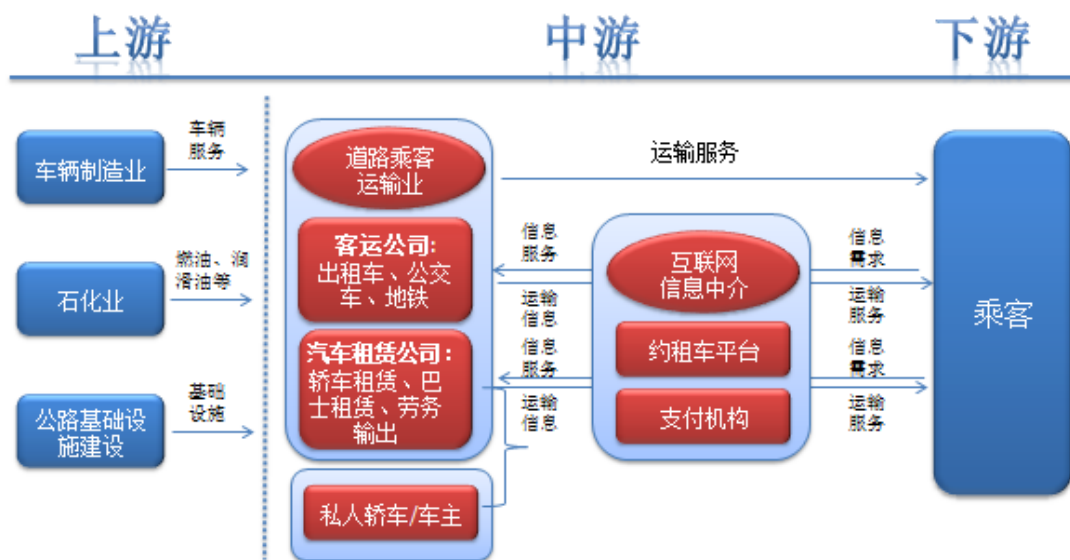 上游
中游
下游
车辆制造业
车辆
服务
石化业
燃油、润
滑油等
公路基础设
施建设
基础
设施
道路乘客
运输业
客运公司:
出租车、公交
车、地铁
汽车租赁公司:
轿车租赁、巴
士租赁、劳务
输出
私人轿车/车主
运输服务
信息
服务
运输
信息
信息
服务
运输
信息
互联网
信息中介
约租车平台
支付机构
信息
需求
运输
服务
信息
需求
运输
服务
乘客